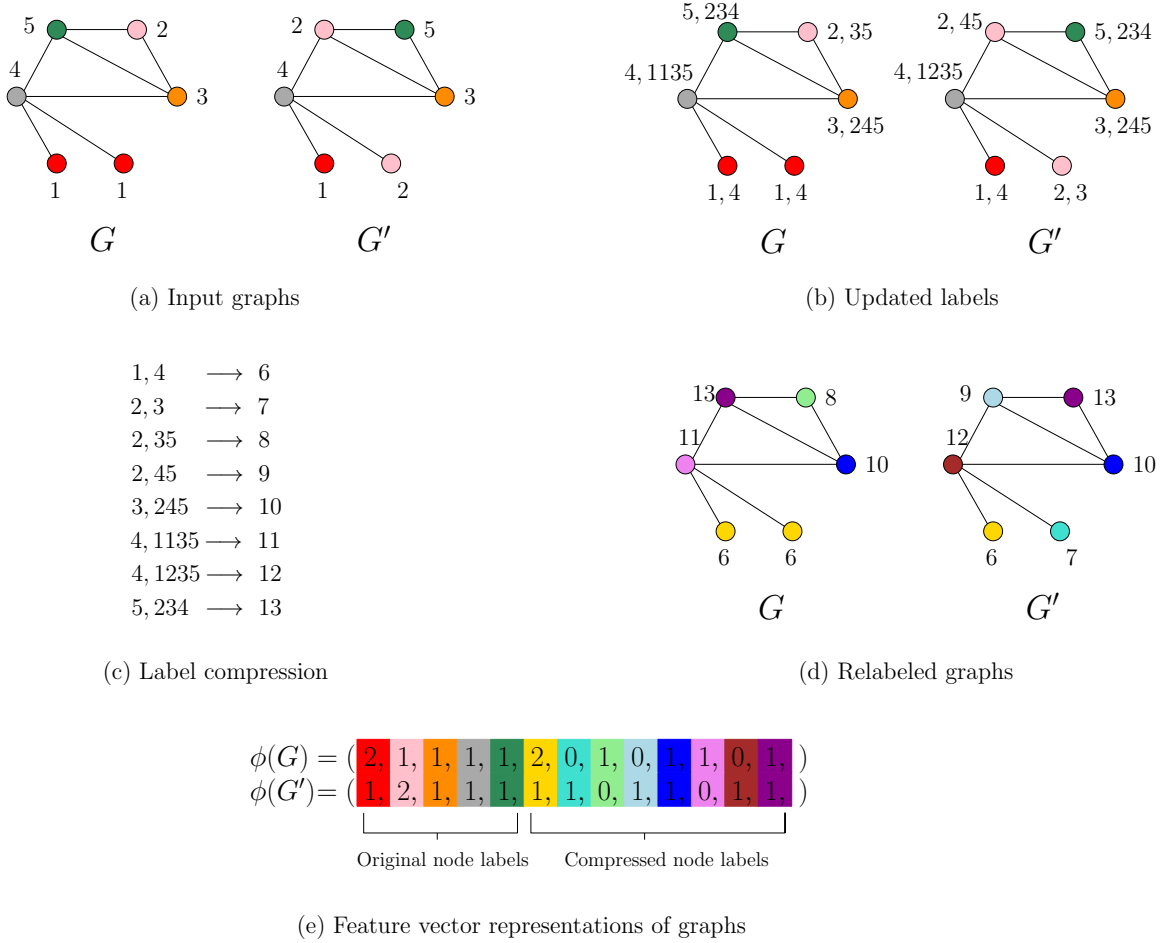 5 2 2 5
4 4
3 3
1 1 1 2
G G′
(a) Input graphs
5, 234 2, 35 2, 45 5, 234
4, 1135 4, 1235
3, 245 3, 245
1, 4 1, 4 1, 4 2, 3
G G′
(b) Updated labels
1, 4 ⟶ 6
2, 3 ⟶ 7
2, 35 ⟶ 8
2, 45 ⟶ 9
3, 245 ⟶ 10
4, 1135 ⟶ 11
4, 1235 ⟶ 12
5, 234 ⟶ 13
(c) Label compression
13 8 9 13
11 12
10 10
6 6 6 7
G G′
(d) Relabeled graphs
ϕ(G) = ( 2, 1, 1, 1, 1, 2, 0, 1, 0, 1, 1, 0, 1, )
ϕ(G′)= ( 1, 2, 1, 1, 1, 1, 1, 0, 1, 1, 0, 1, 1, )
Original node labels Compressed node labels
(e) Feature vector representations of graphs